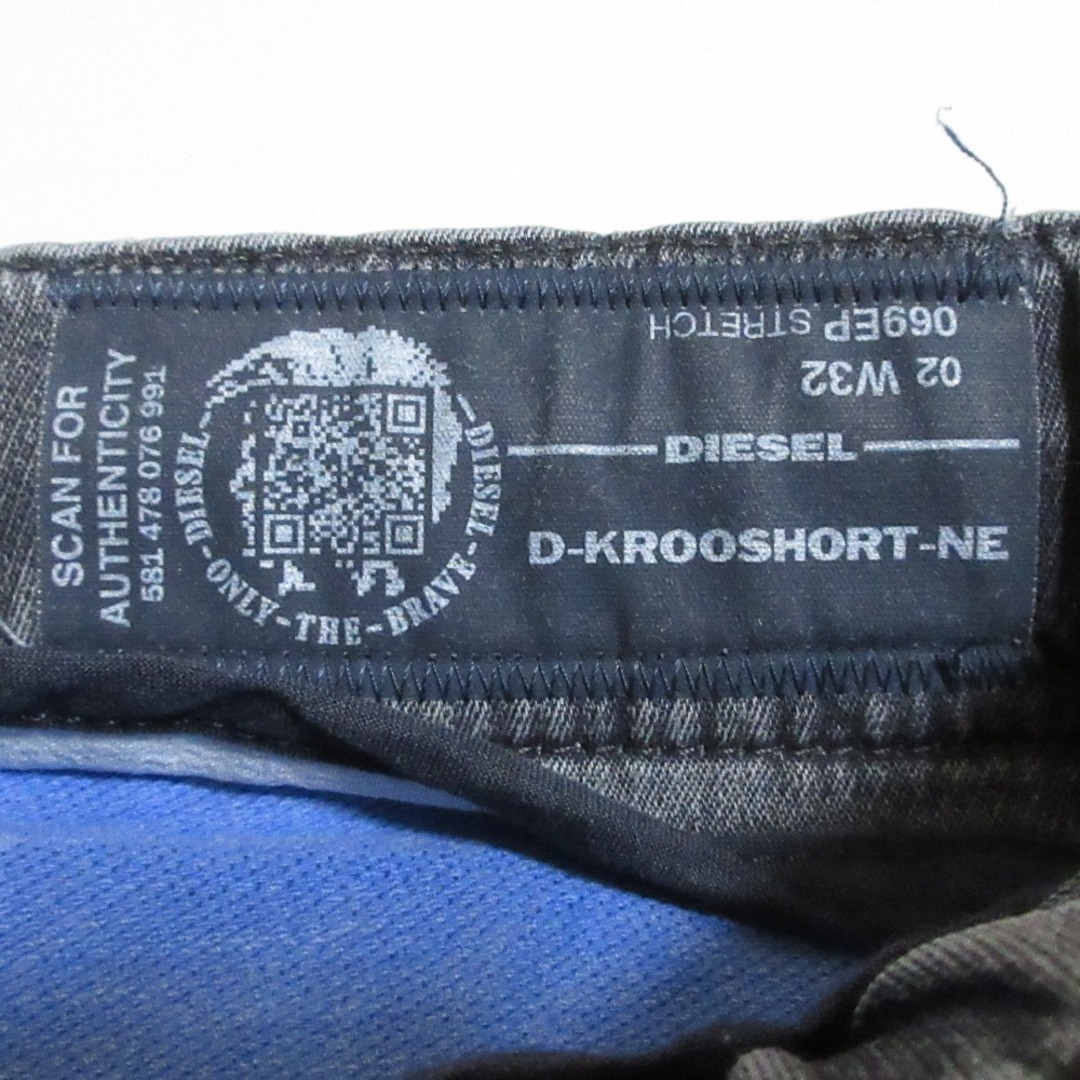 SCAN FOR
AUTHENTICITY
581 478 076 991
DIESEL-ONLY-THE-BRAVE-DIESEL
069EP STRETCH
02 W32
DIESEL
D-KROOSHORT-NE